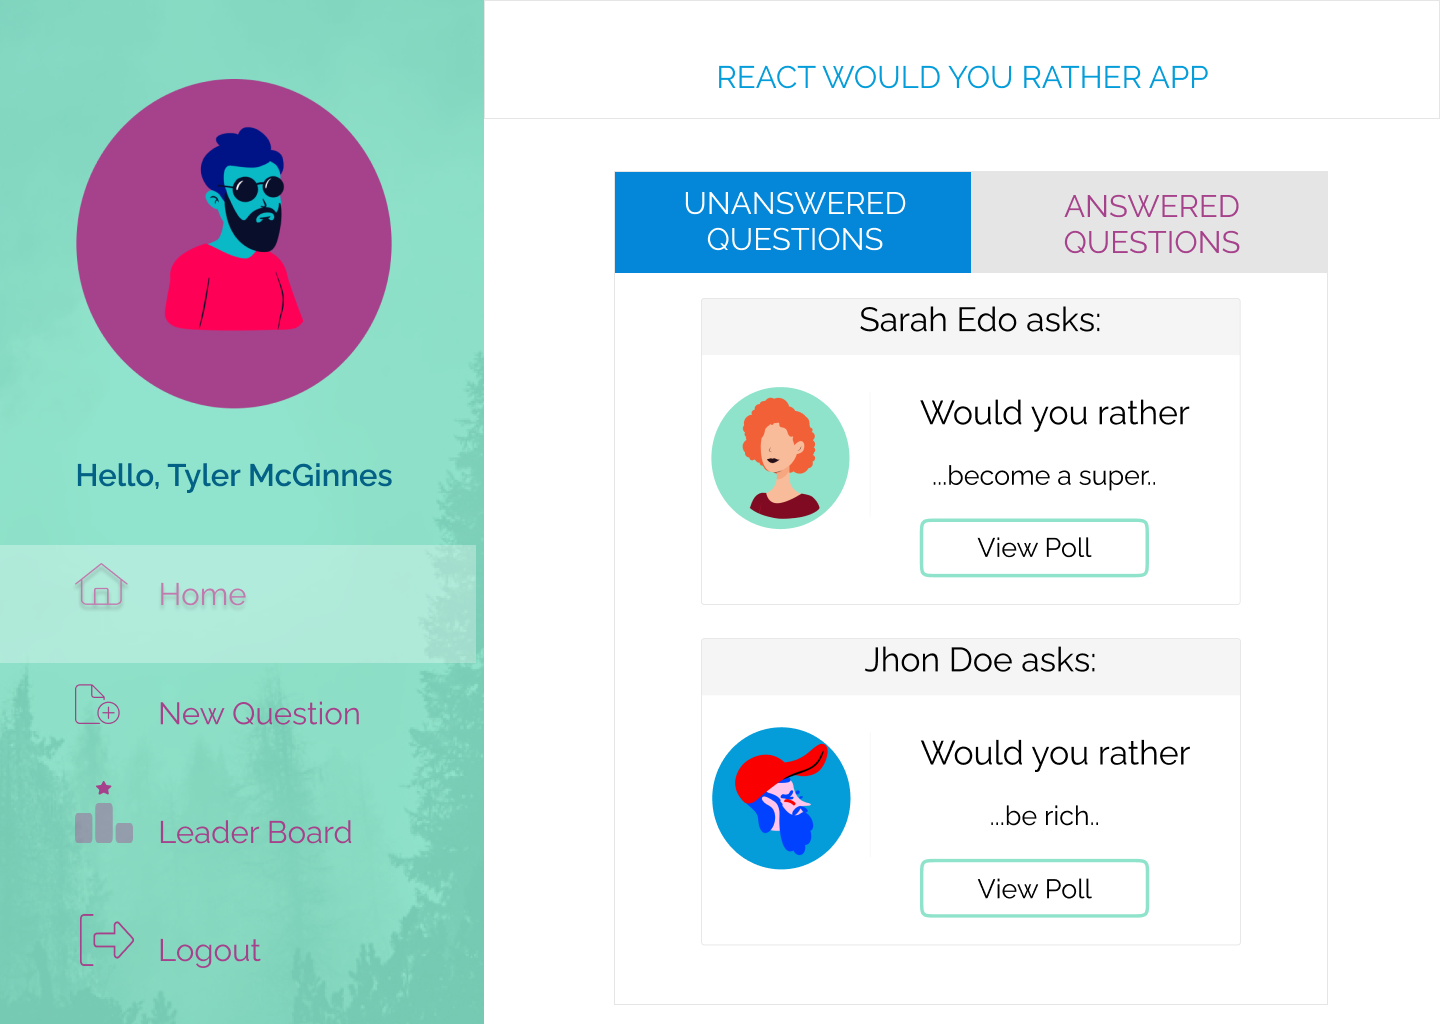 REACT WOULD YOU RATHER APP
Hello, Tyler McGinnes
Home
New Question
Leader Board
Logout
UNANSWERED
QUESTIONS
ANSWERED
QUESTIONS
Sarah Edo asks:
Would you rather
...become a super..
View Poll
Jhon Doe asks:
Would you rather
...be rich..
View Poll